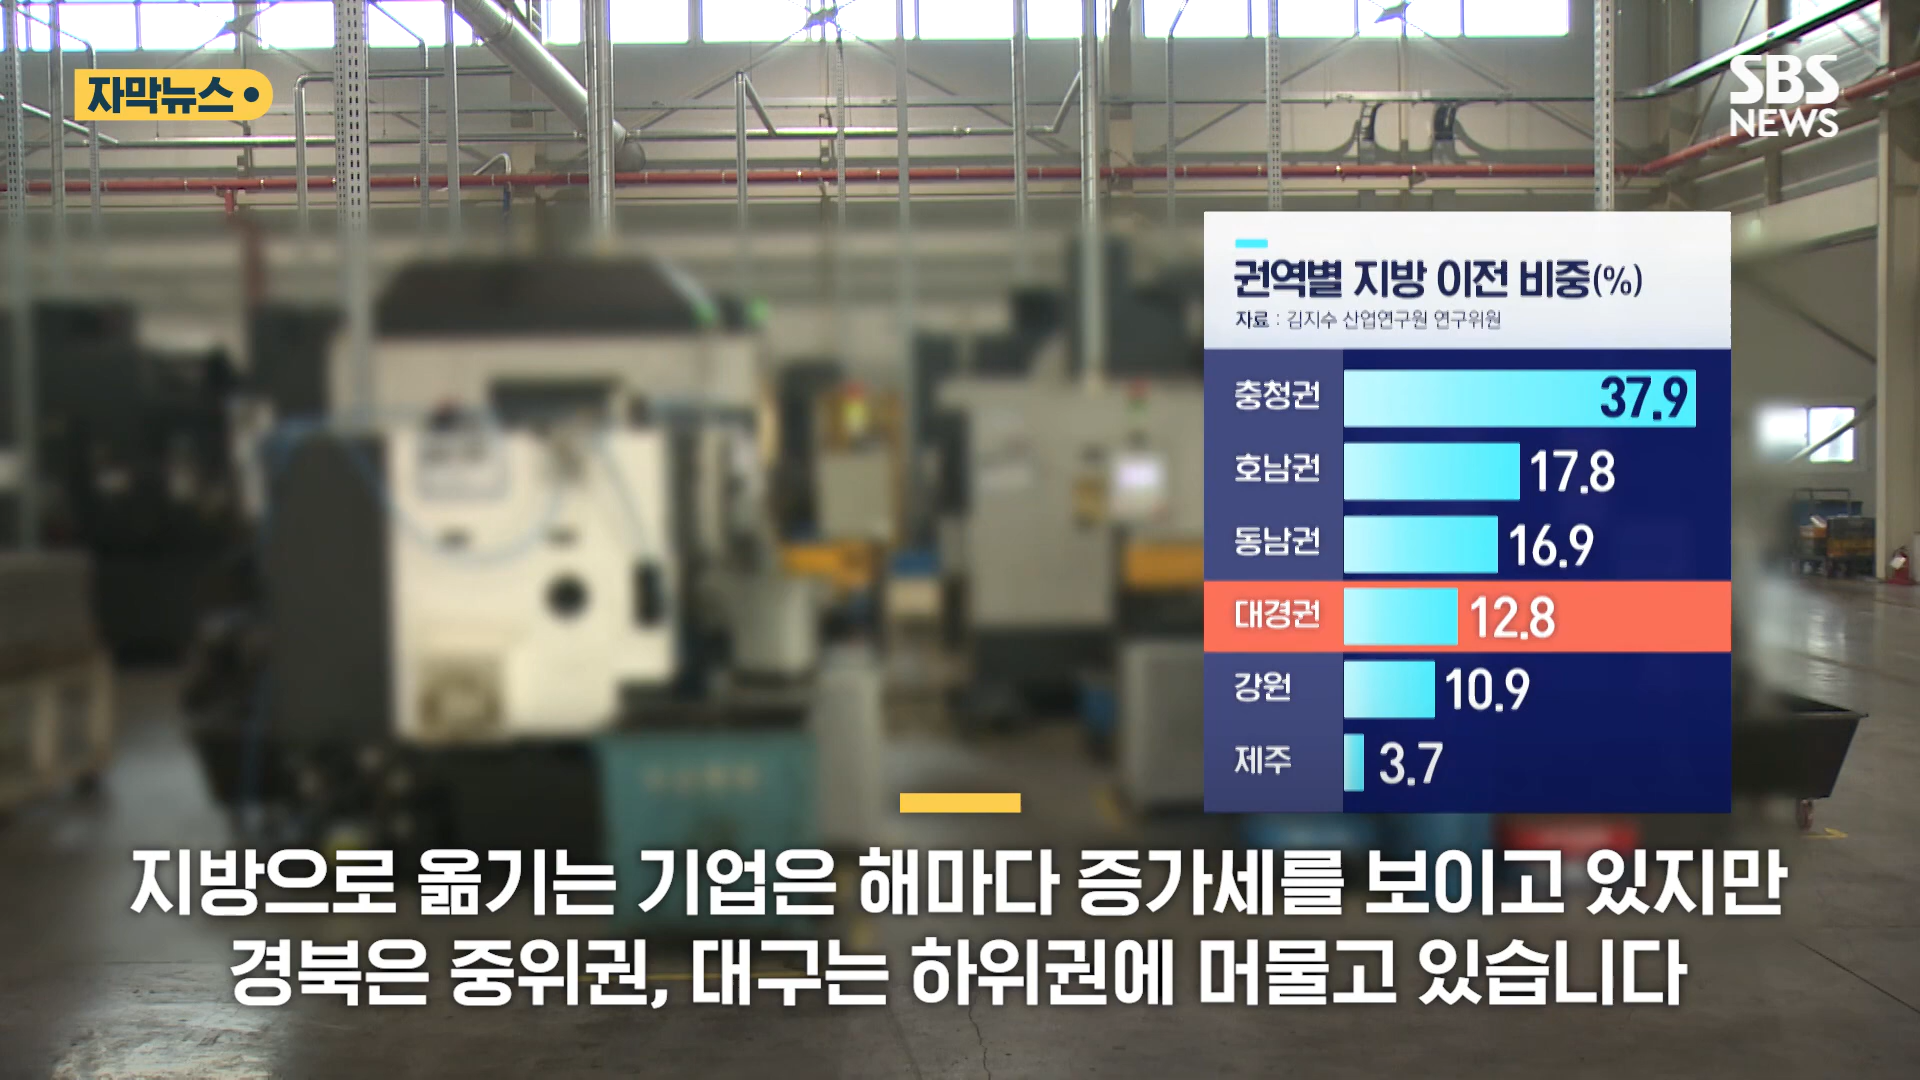 자막뉴스
SBS
NEWS
권역별 지방 이전 비중(%)
자료 : 김지수 산업연구원 연구위원
충청권 37.9
호남권 17.8
동남권 16.9
대경권 12.8
강원 10.9
제주 3.7
지방으로 옮기는 기업은 해마다 증가세를 보이고 있지만
경북은 중위권, 대구는 하위권에 머물고 있습니다